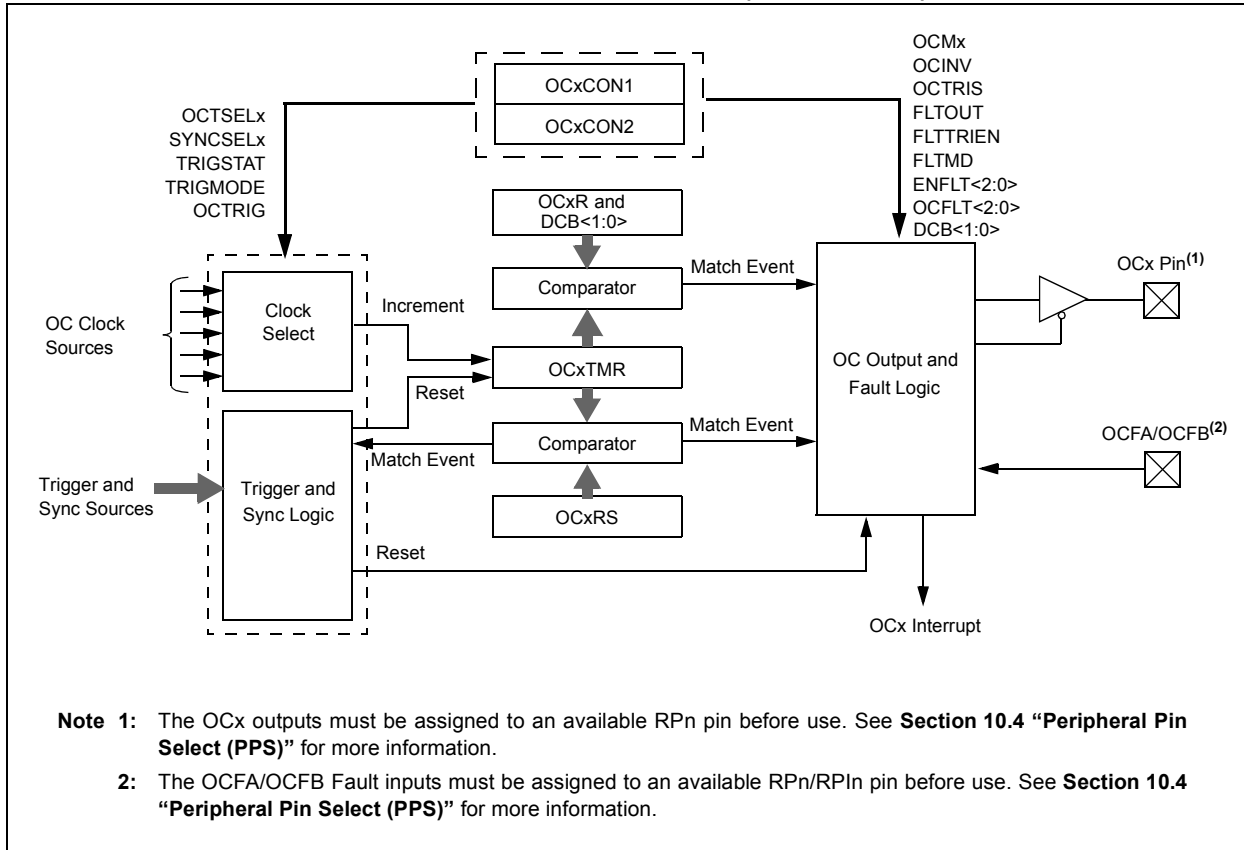 OCMx
OCINV
OCTRIS
FLTOUT
FLTTRIEN
FLTMD
ENFLT<2:0>
OCFLT<2:0>
DCB<1:0>
OCxCON1
OCxCON2
OCTSELx
SYNCSELx
TRIGSTAT
TRIGMODE
OCTRIG
OCxR and
DCB<1:0>
Match Event
OCx Pin(1)
Comparator
Clock
Select
Increment
OC Clock
Sources
OCxTMR
Reset
OC Output and
Fault Logic
Match Event
Comparator
Match Event
OCFA/OCFB(2)
Trigger and
Sync Sources
Trigger and
Sync Logic
OCxRS
Reset
OCx Interrupt
Note 1: The OCx outputs must be assigned to an available RPn pin before use. See Section 10.4 “Peripheral Pin
Select (PPS)” for more information.
2: The OCFA/OCFB Fault inputs must be assigned to an available RPn/RPIn pin before use. See Section 10.4
“Peripheral Pin Select (PPS)” for more information.